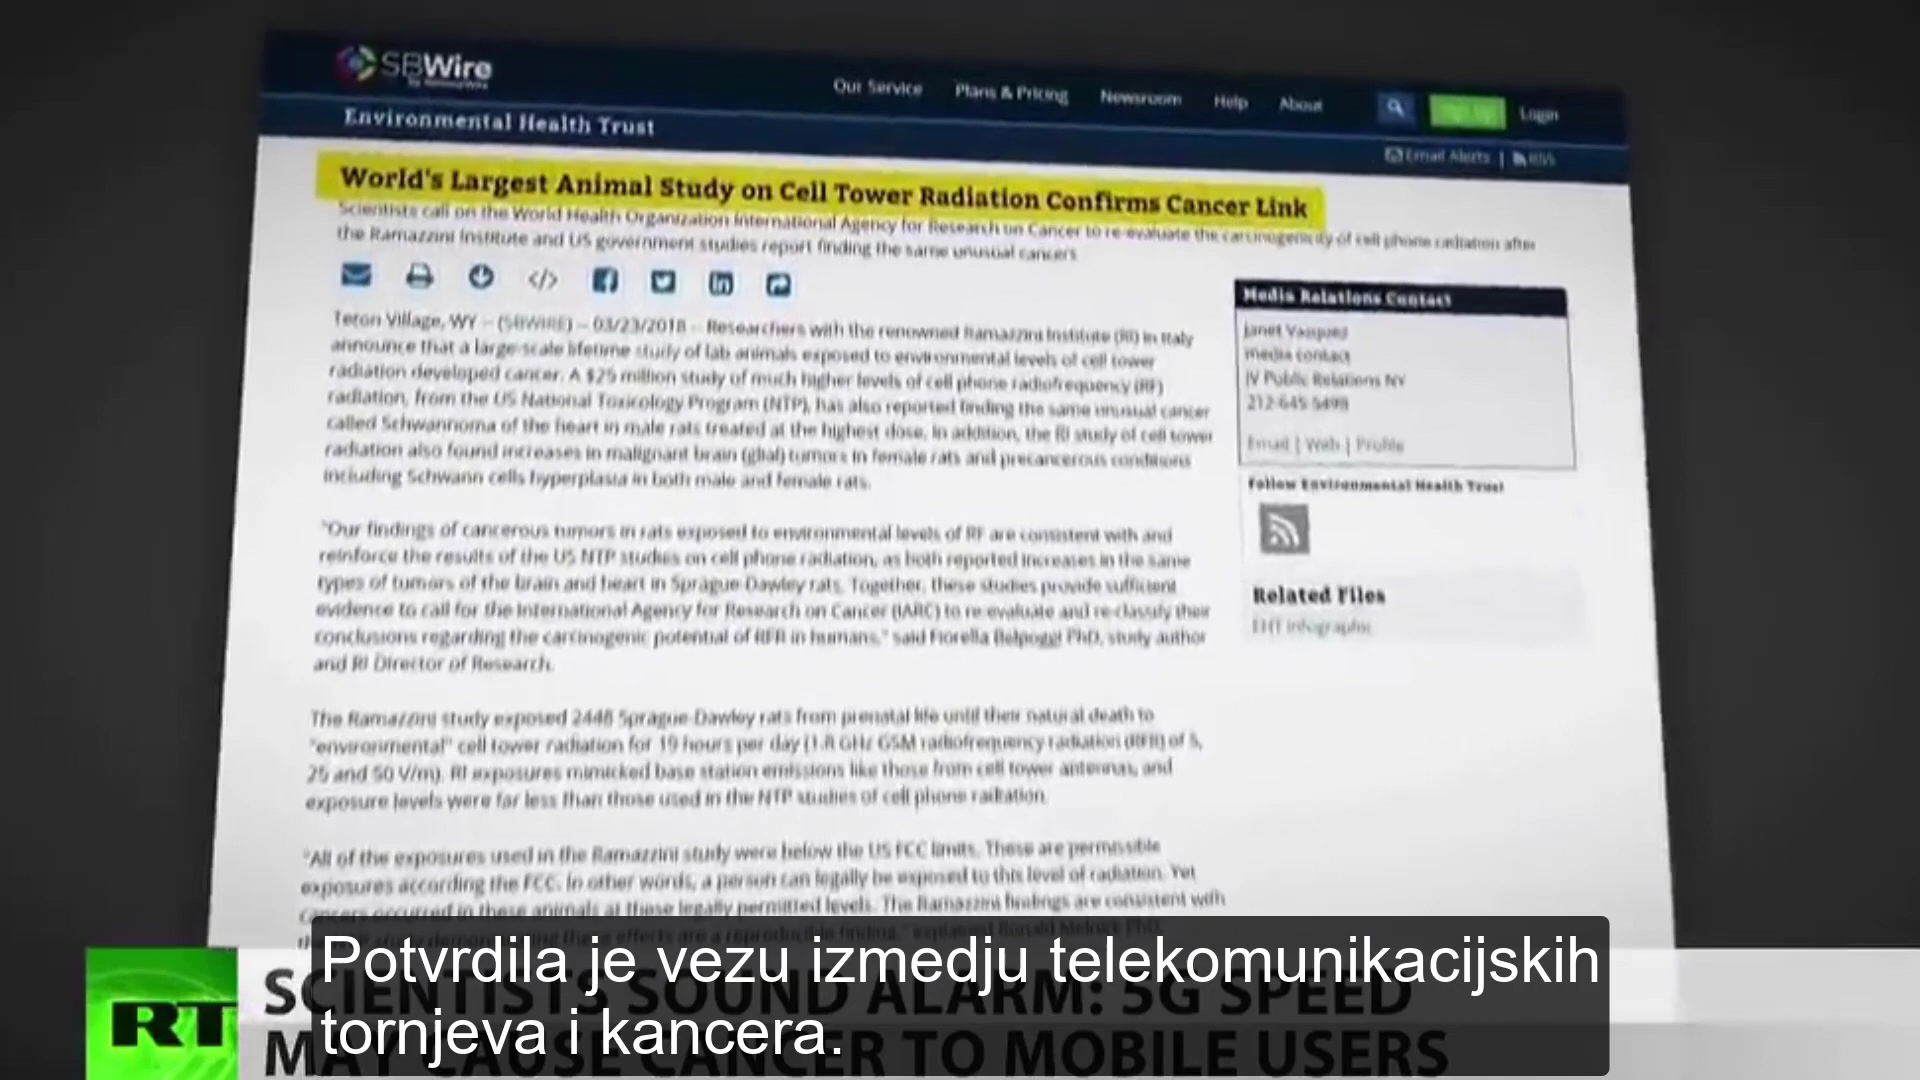 SBWire
Our Service Plans & Pricing Newsroom Help About Login
Environmental Health Trust
Email Alerts | RSS
World's Largest Animal Study on Cell Tower Radiation Confirms Cancer Link
Scientists call on the World Health Organization International Agency for Research on Cancer to re-evaluate the carcinogenicity of cell phone radiation after
the Ramazzini Institute and US government studies report finding the same unusual cancers
Media Relations Contact
Janet Vasquez
media contact
JV Public Relations NY
212-645-5498
Email | Web | Profile
Follow Environmental Health Trust
Related Files
EHT Infographic
Teton Village, WY -- (SBWIRE) -- 03/23/2018 -- Researchers with the renowned Ramazzini Institute (RI) in Italy
announce that a large-scale lifetime study of lab animals exposed to environmental levels of cell tower
radiation developed cancer. A $25 million study of much higher levels of cell phone radiofrequency (RF)
radiation, from the US National Toxicology Program (NTP), has also reported finding the same unusual cancer
called Schwannoma of the heart in male rats treated at the highest dose. In addition, the RI study of cell tower
radiation also found increases in malignant brain (glial) tumors in female rats and precancerous conditions
including Schwann cells hyperplasia in both male and female rats.
"Our findings of cancerous tumors in rats exposed to environmental levels of RF are consistent with and
reinforce the results of the US NTP studies on cell phone radiation, as both reported increases in the same
types of tumors of the brain and heart in Sprague-Dawley rats. Together, these studies provide sufficient
evidence to call for the International Agency for Research on Cancer (IARC) to re-evaluate and re-classify their
conclusions regarding the carcinogenic potential of RFR in humans," said Fiorella Belpoggi PhD, study author
and RI Director of Research.
The Ramazzini study exposed 2448 Sprague-Dawley rats from prenatal life until their natural death to
"environmental" cell tower radiation for 19 hours per day (1.8 GHz GSM radiofrequency radiation (RFR) of 5,
25 and 50 V/m). RI exposures mimicked base station emissions like those from cell tower antennas, and
exposure levels were far less than those used in the NTP studies of cell phone radiation.
"All of the exposures used in the Ramazzini study were below the US FCC limits. These are permissible
exposures according the FCC. In other words, a person can legally be exposed to this level of radiation. Yet
cancers occurred in these animals at these legally permitted levels. The Ramazzini findings are consistent with
RT
SCIENTISTS SOUND ALARM: 5G SPEED
MAY CAUSE CANCER TO MOBILE USERS
Potvrdila je vezu izmedju telekomunikacijskih
tornjeva i kancera.